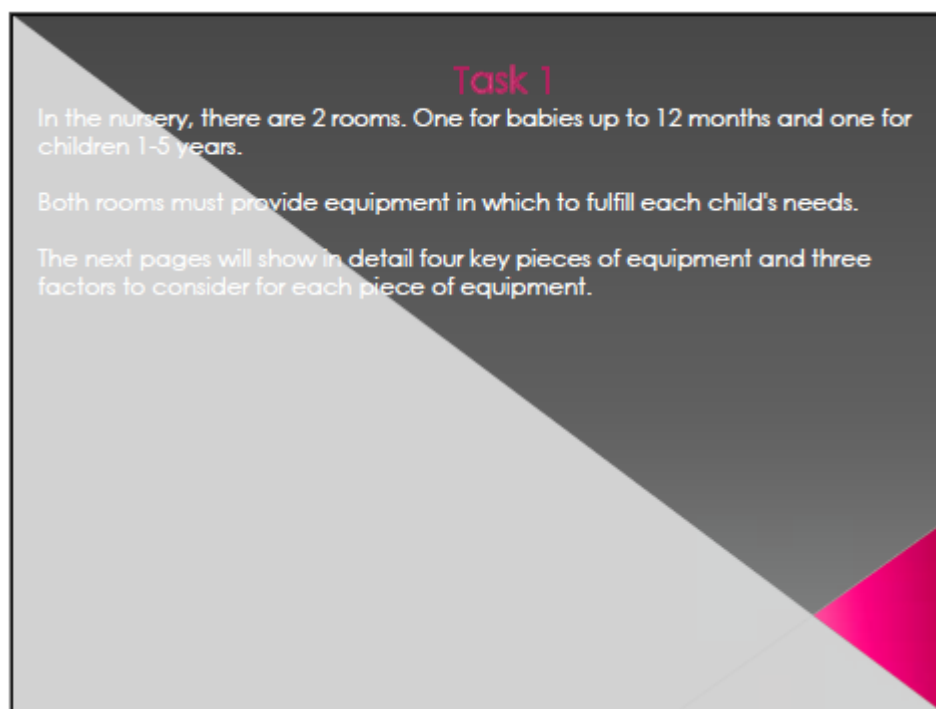 Task 1
In the nursery, there are 2 rooms. One for babies up to 12 months and one for
children 1-5 years.
Both rooms must provide equipment in which to fulfill each child's needs.
The next pages will show in detail four key pieces of equipment and three
factors to consider for each piece of equipment.